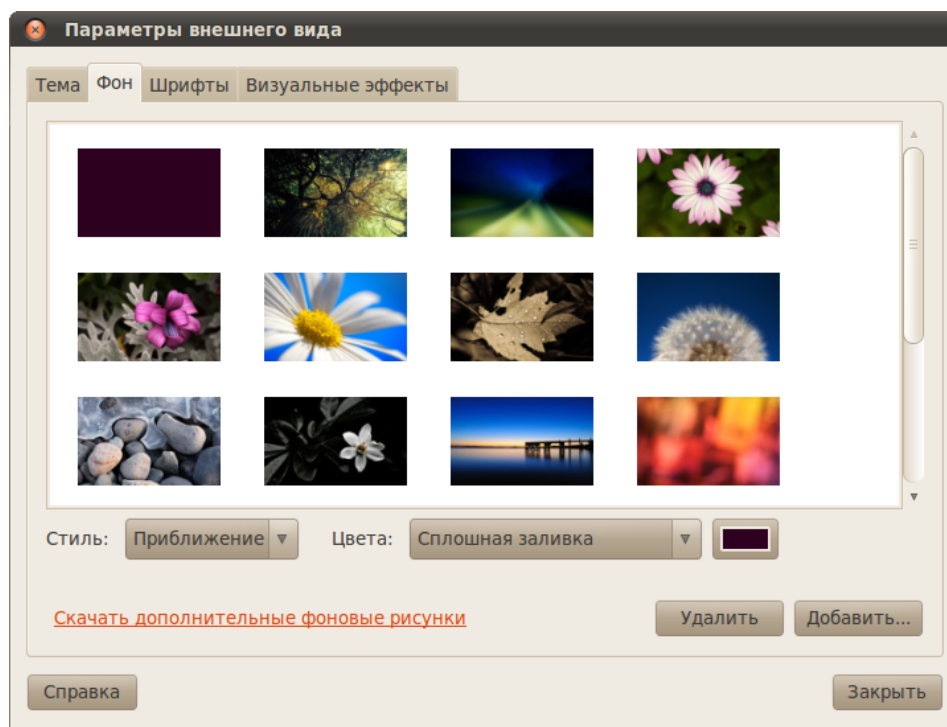 Параметры внешнего вида
Тема Фон Шрифты Визуальные эффекты
Стиль: Приближение Цвета: Сплошная заливка
Скачать дополнительные фоновые рисунки Удалить Добавить...
Справка Закрыть